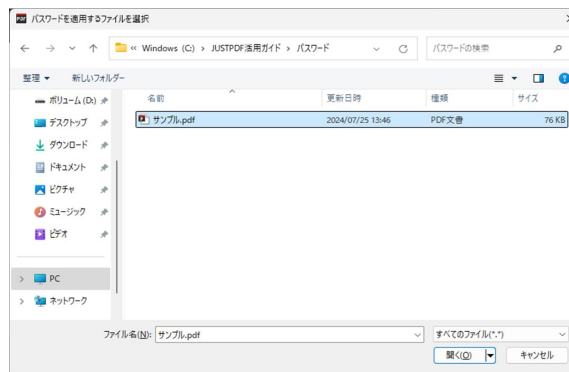 PDF パスワードを適用するファイルを選択
« Windows (C:) › JUSTPDF活用ガイド › パスワード
パスワードの検索
整理 新しいフォルダー
名前 更新日時 種類 サイズ
ボリューム (D:)
サンプル.pdf 2024/07/25 13:46 PDF文書 76 KB
デスクトップ
ダウンロード
ドキュメント
ピクチャ
ミュージック
ビデオ
PC
ネットワーク
ファイル名(N): サンプル.pdf すべてのファイル(*.*)
開く(O) キャンセル